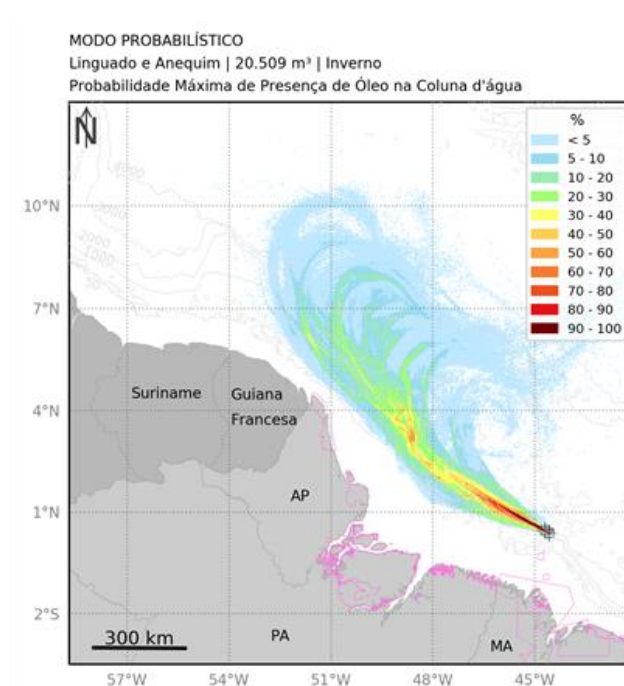 MODO PROBABILÍSTICO
Linguado e Anequim | 20.509 m³ | Inverno
Probabilidade Máxima de Presença de Óleo na Coluna d'água
N
%
< 5
5 - 10
10 - 20
20 - 30
30 - 40
40 - 50
50 - 60
60 - 70
70 - 80
80 - 90
90 - 100
10°N
7°N
4°N
1°N
2°S
Suriname
Guiana
Francesa
AP
PA
MA
300 km
57°W
54°W
51°W
48°W
45°W